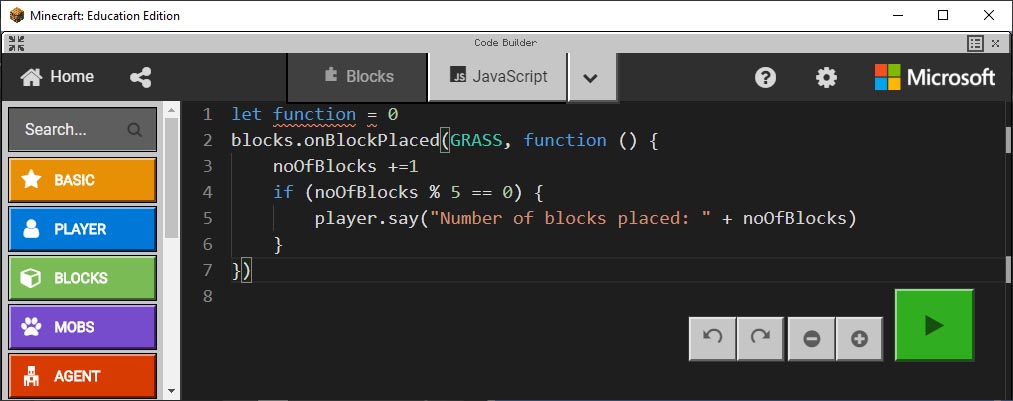 Minecraft: Education Edition
Code Builder
Home
Blocks
JS JavaScript
Microsoft
Search...
BASIC
PLAYER
BLOCKS
MOBS
AGENT
1 let function = 0
2 blocks.onBlockPlaced(GRASS, function () {
3 noOfBlocks +=1
4 if (noOfBlocks % 5 == 0) {
5 player.say("Number of blocks placed: " + noOfBlocks)
6 }
7 })
8